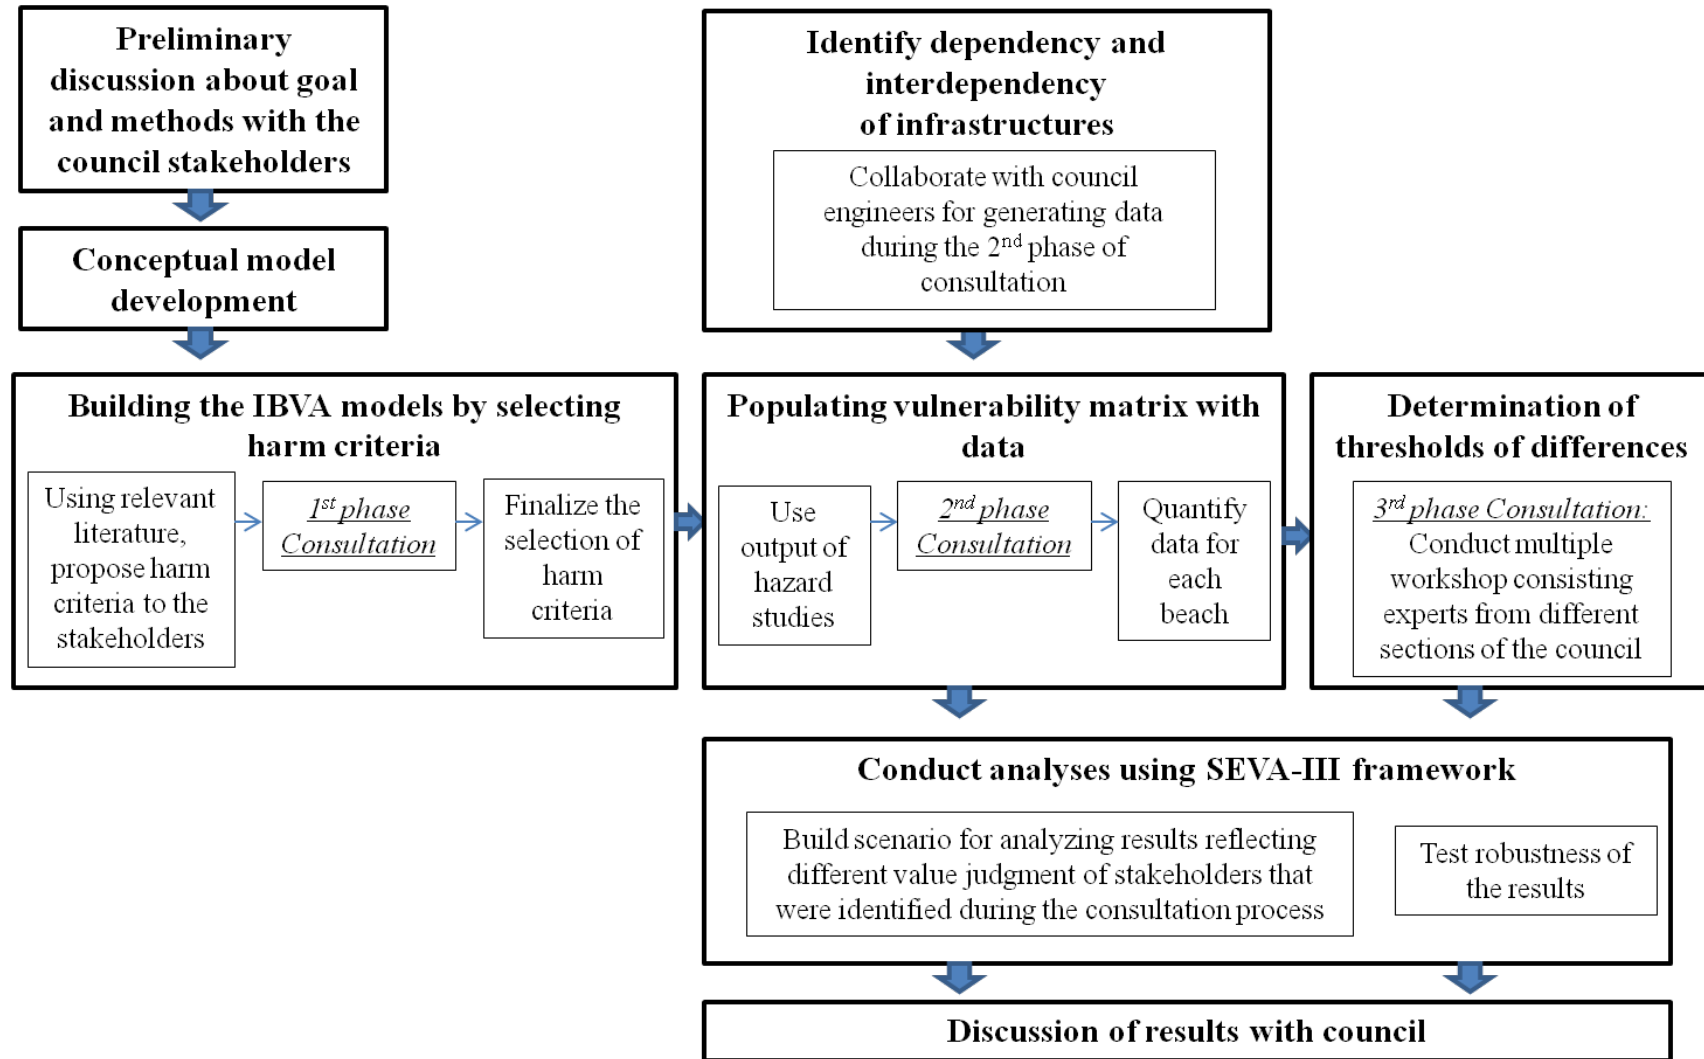 Preliminary
discussion about goal
and methods with the
council stakeholders
Conceptual model
development
Identify dependency and
interdependency
of infrastructures
Collaborate with council
engineers for generating data
during the 2nd phase of
consultation
Building the IBVA models by selecting
harm criteria
Using relevant
literature,
propose harm
criteria to the
stakeholders
1st phase
Consultation
Finalize the
selection of
harm
criteria
Populating vulnerability matrix with
data
Use
output of
hazard
studies
2nd phase
Consultation
Quantify
data for
each
beach
Determination of
thresholds of differences
3rd phase Consultation:
Conduct multiple
workshop consisting
experts from different
sections of the council
Conduct analyses using SEVA-III framework
Build scenario for analyzing results reflecting
different value judgment of stakeholders that
were identified during the consultation process
Test robustness of
the results
Discussion of results with council